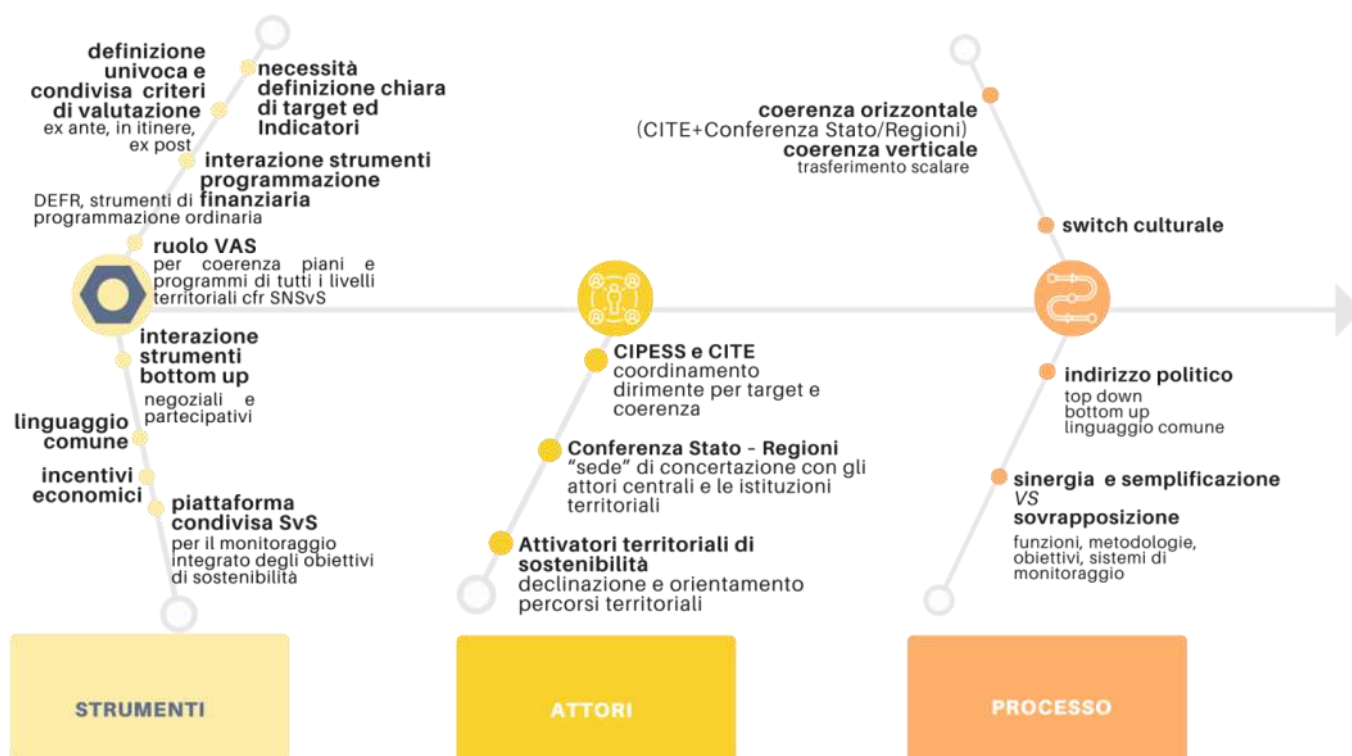 definizione
univoca e
condivisa criteri
di valutazione
ex ante, in itinere,
ex post
necessità
definizione chiara
di target ed
Indicatori
interazione strumenti
programmazione
finanziaria
DEFR, strumenti di
programmazione ordinaria
ruolo VAS
per coerenza piani e
programmi di tutti i livelli
territoriali cfr SNSvS
interazione
strumenti
bottom up
negoziali e
partecipativi
linguaggio
comune
incentivi
economici
piattaforma
condivisa SvS
per il monitoraggio
integrato degli obiettivi
di sostenibilità
STRUMENTI
CIPESS e CITE
coordinamento
dirimente per target e
coerenza
Conferenza Stato - Regioni
"sede" di concertazione con gli
attori centrali e le istituzioni
territoriali
Attivatori territoriali di
sostenibilità
declinazione e orientamento
percorsi territoriali
ATTORI
coerenza orizzontale
(CITE+Conferenza Stato/Regioni)
coerenza verticale
trasferimento scalare
switch culturale
indirizzo politico
top down
bottom up
linguaggio comune
sinergia e semplificazione
VS
sovrapposizione
funzioni, metodologie,
obiettivi, sistemi di
monitoraggio
PROCESSO